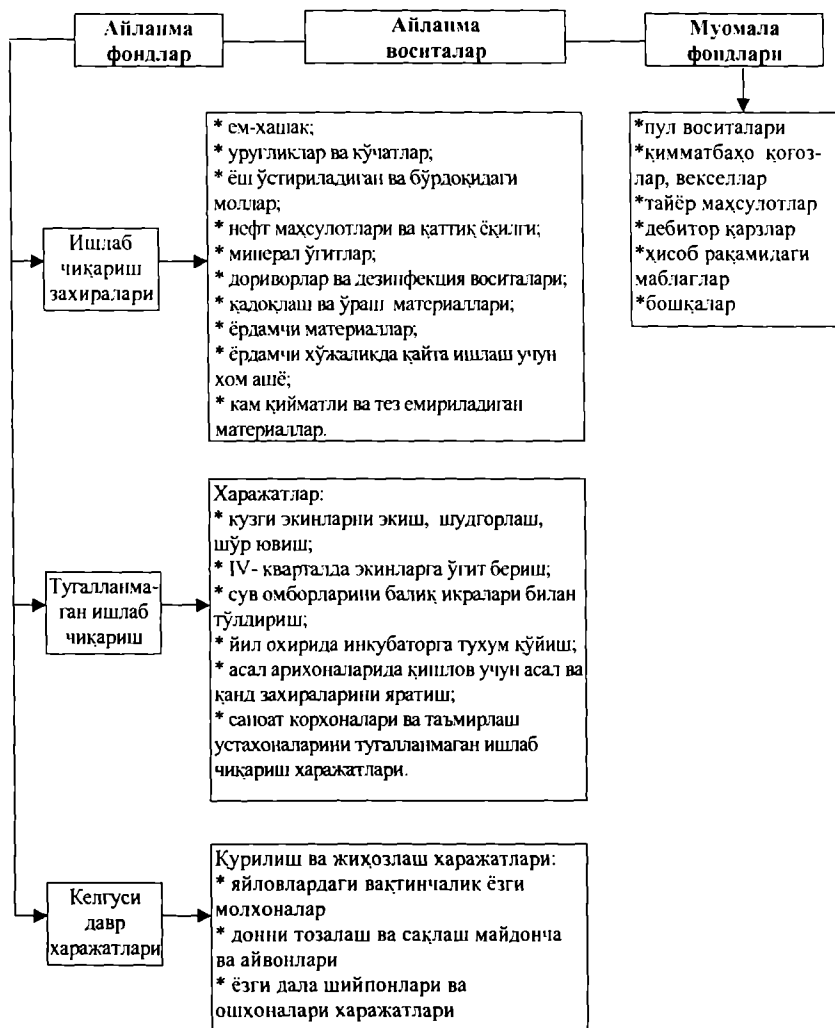 Айланма
фондлар
Айланма
воситалар
Муомала
фондлари
Ишлаб
чиқариш
захиралари
* ем-хашак;
* уругликлар ва кўчатлар;
* ёш ўстириладиган ва бўрдоқидаги
моллар;
* нефт маҳсулотлари ва қаттиқ ёқилги;
* минерал ўгитлар;
* дориворлар ва дезинфекция воситалари;
* қадоқлаш ва ўраш материаллари;
* ёрдамчи материаллар;
* ёрдамчи хўжаликда қайта ишлаш учун
хом ашё;
* кам қийматли ва тез емириладиган
материаллар.
*пул воситалари
*қимматбаҳо қоғоз-
лар, векселлар
*тайёр маҳсулотлар
*дебитор қарзлар
*ҳисоб рақамидаги
маблаглар
*бошқалар
Тугалланма-
ган ишлаб
чиқариш
Харажатлар:
* кузги экинларни экиш, шудгорлаш,
шўр ювиш;
* IV- кварталда экинларга ўгит бериш;
* сув омборларини балиқ икралари билан
тўлдириш;
* йил охирида инкубаторга тухум қўйиш;
* асал арихоналарида қишлов учун асал ва
қанд захираларини яратиш;
* саноат корхоналари ва таъмирлаш
устахоналарини тугалланмаган ишлаб
чиқариш харажатлари.
Келгуси
давр
харажатлари
Қурилиш ва жиҳозлаш харажатлари:
* яйловлардаги вақтинчалик ёзги
молхоналар
* донни тозалаш ва сақлаш майдонча
ва айвонлари
* ёзги дала шийпонлари ва
ошхоналари харажатлари